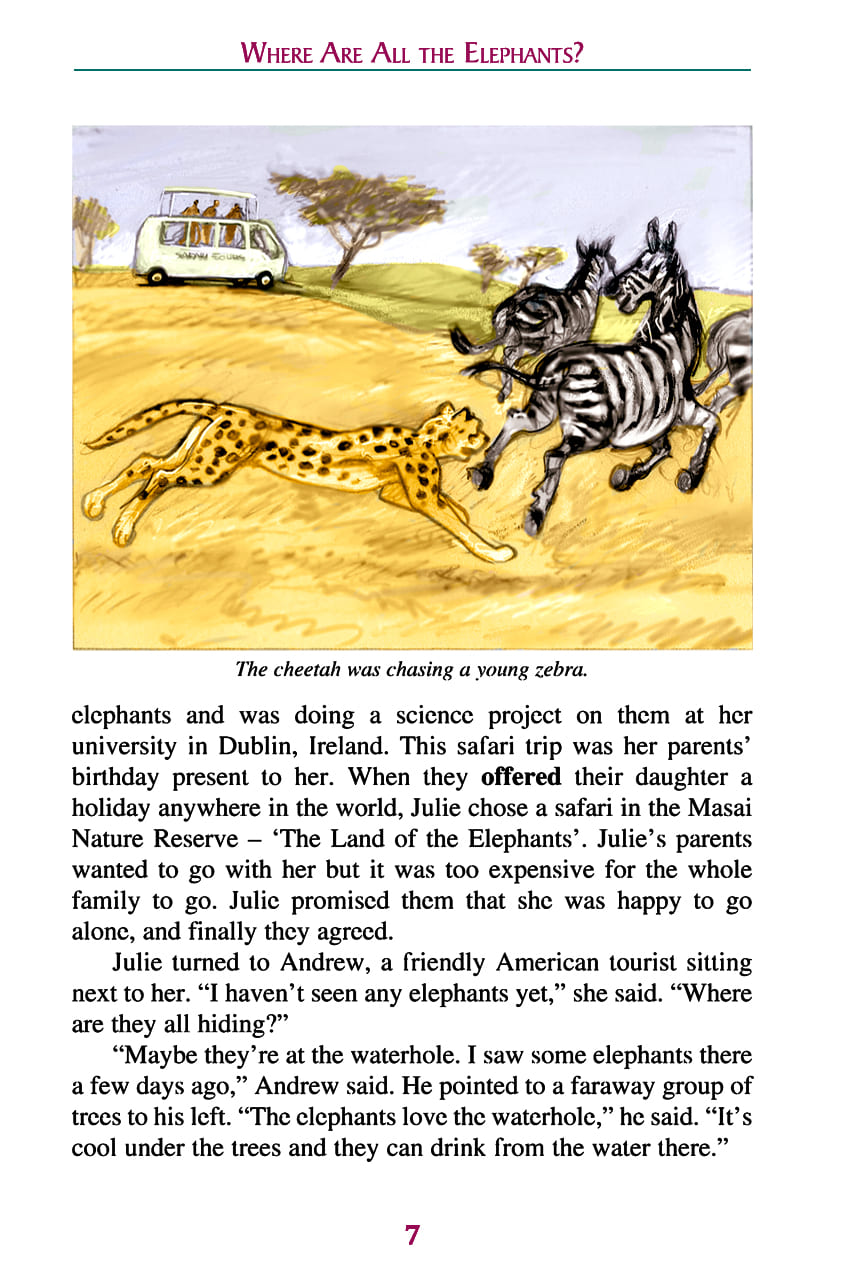 WHERE ARE ALL THE ELEPHANTS?
SAFARI TOURS
The cheetah was chasing a young zebra.
elephants and was doing a science project on them at her
university in Dublin, Ireland. This safari trip was her parents’
birthday present to her. When they offered their daughter a
holiday anywhere in the world, Julie chose a safari in the Masai
Nature Reserve – ‘The Land of the Elephants’. Julie’s parents
wanted to go with her but it was too expensive for the whole
family to go. Julie promised them that she was happy to go
alone, and finally they agreed.
Julie turned to Andrew, a friendly American tourist sitting
next to her. “I haven’t seen any elephants yet,” she said. “Where
are they all hiding?”
“Maybe they’re at the waterhole. I saw some elephants there
a few days ago,” Andrew said. He pointed to a faraway group of
trees to his left. “The elephants love the waterhole,” he said. “It’s
cool under the trees and they can drink from the water there.”
7